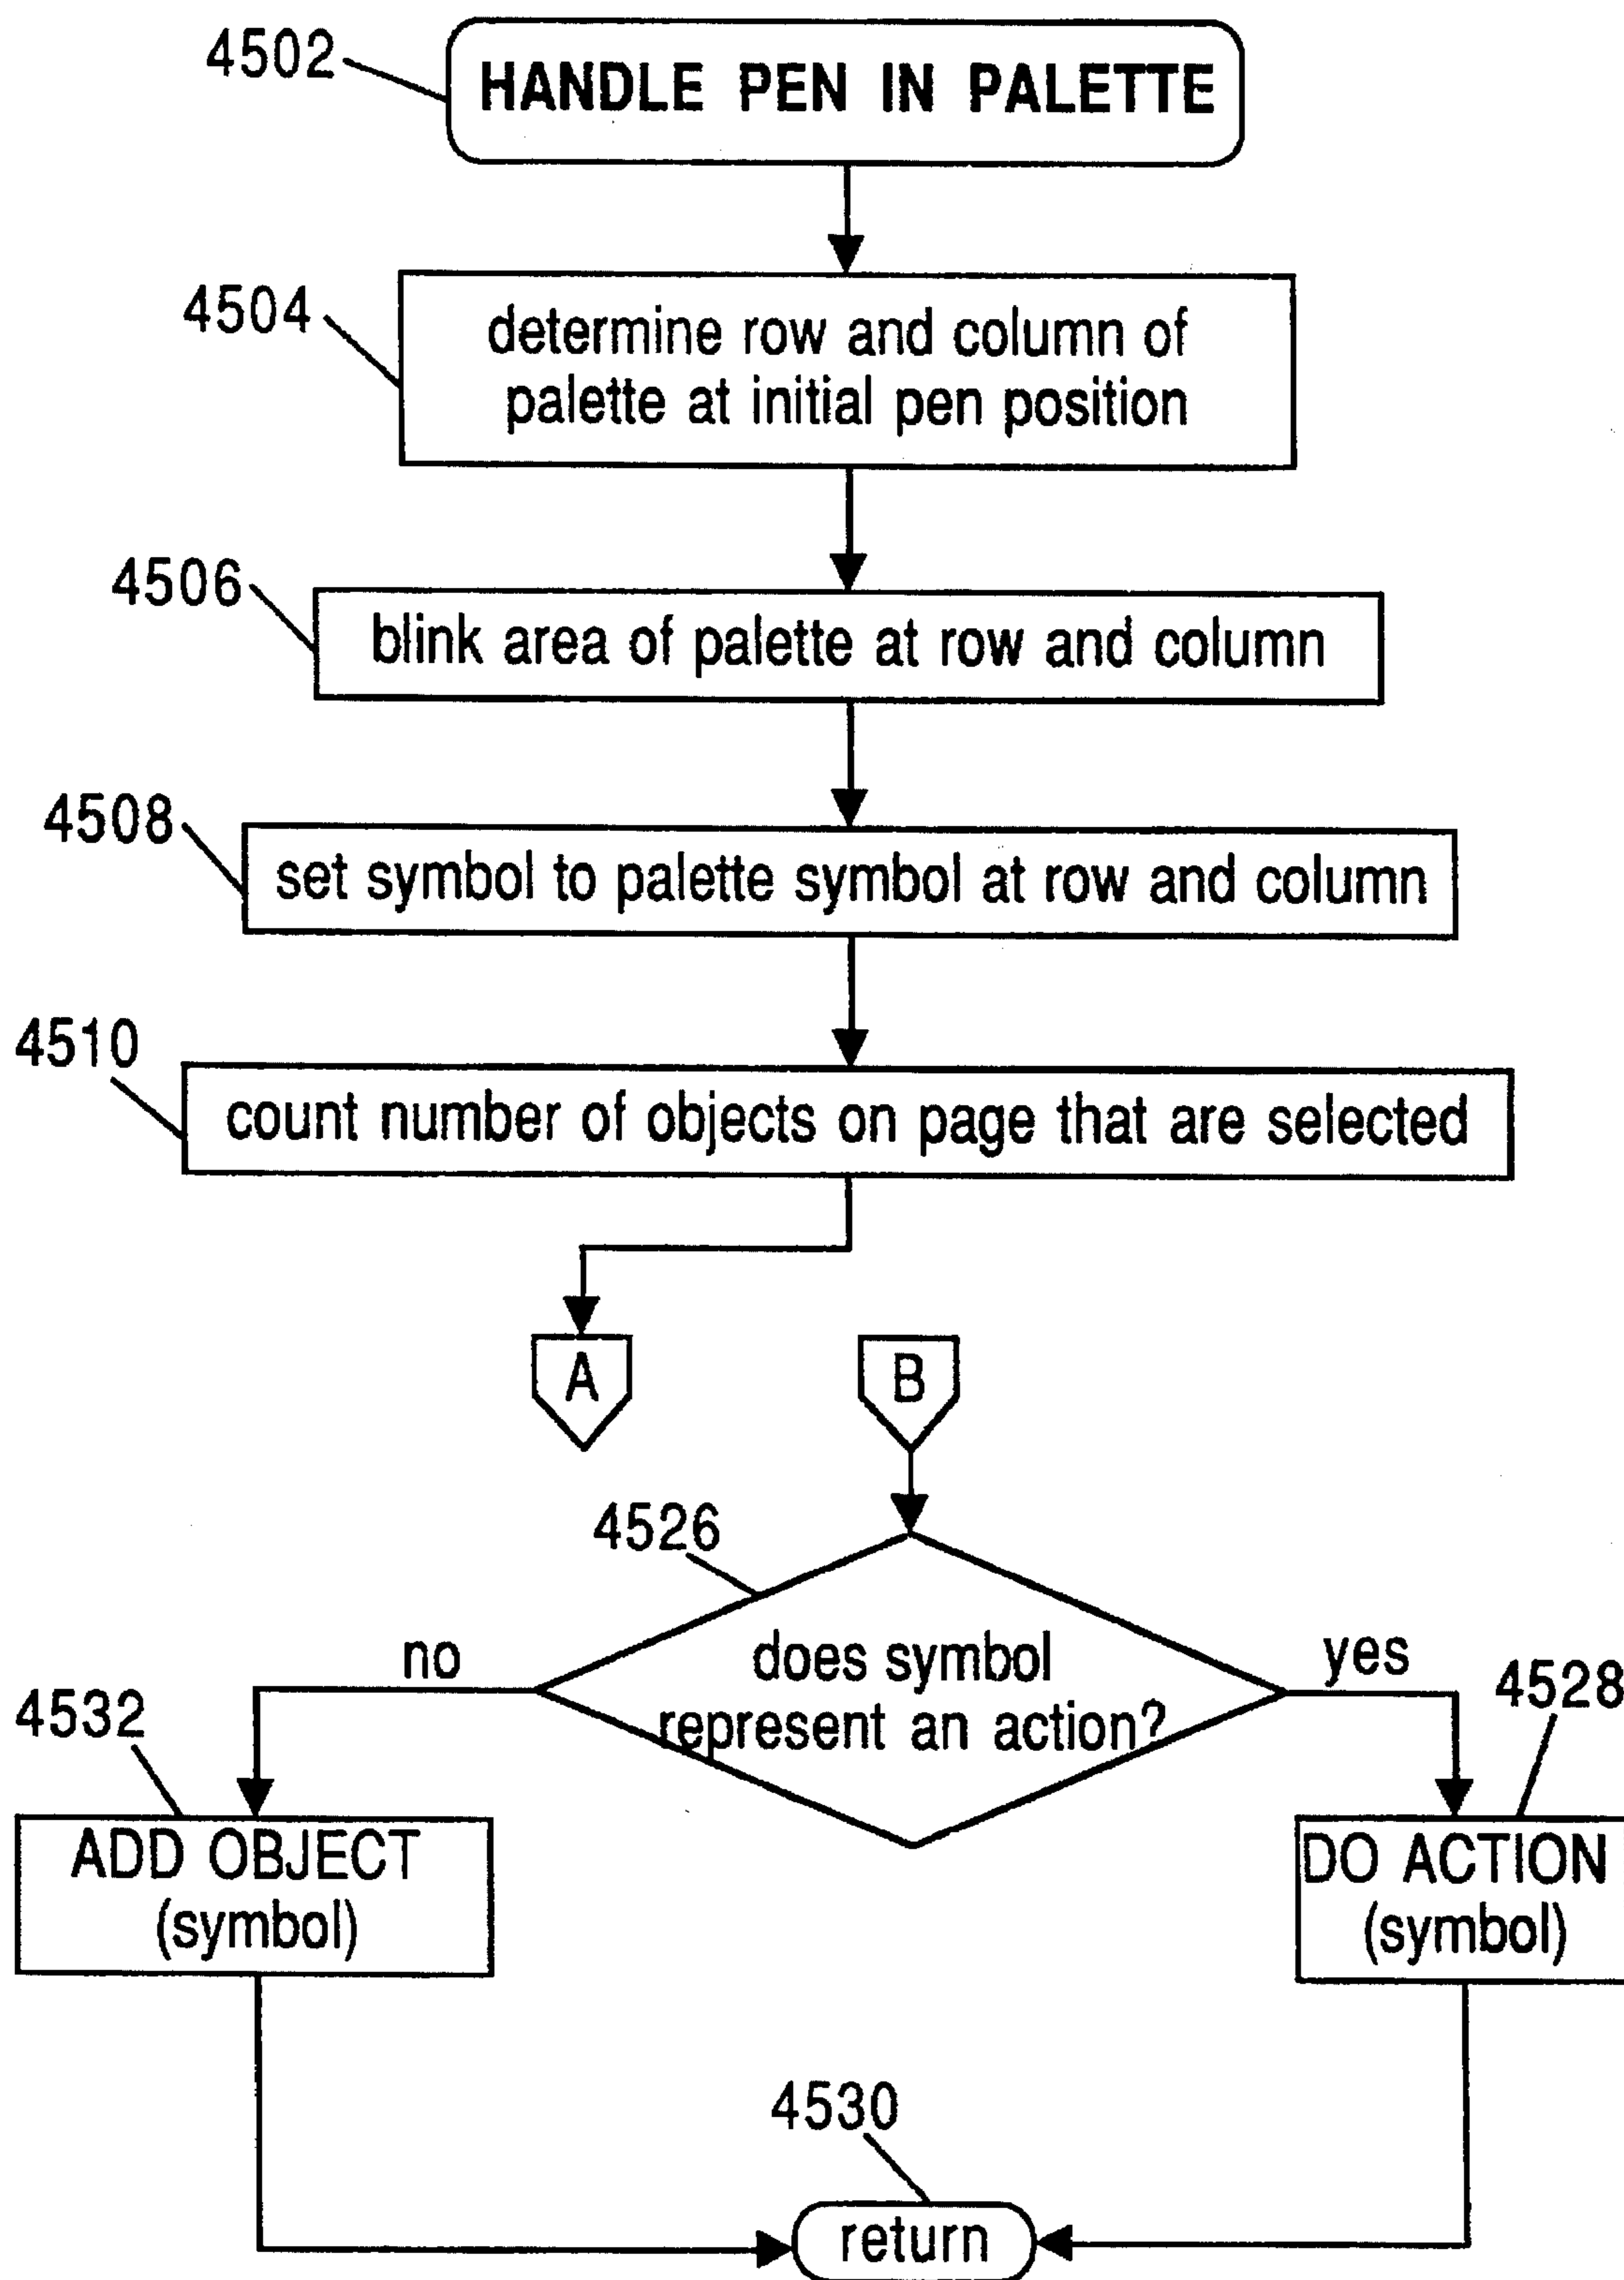 4502
HANDLE PEN IN PALETTE
4504
determine row and column of
palette at initial pen position
4506
blink area of palette at row and column
4508
set symbol to palette symbol at row and column
4510
count number of objects on page that are selected
A
B
4526
no
does symbol
represent an action?
yes
4532
4528
ADD OBJECT
(symbol)
DO ACTION
(symbol)
4530
return